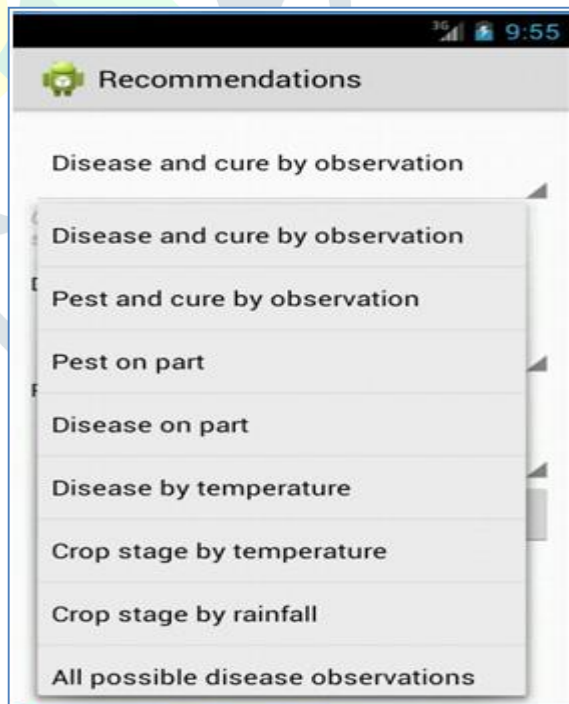 3G 9:55
Recommendations
Disease and cure by observation
Disease and cure by observation
Pest and cure by observation
Pest on part
Disease on part
Disease by temperature
Crop stage by temperature
Crop stage by rainfall
All possible disease observations